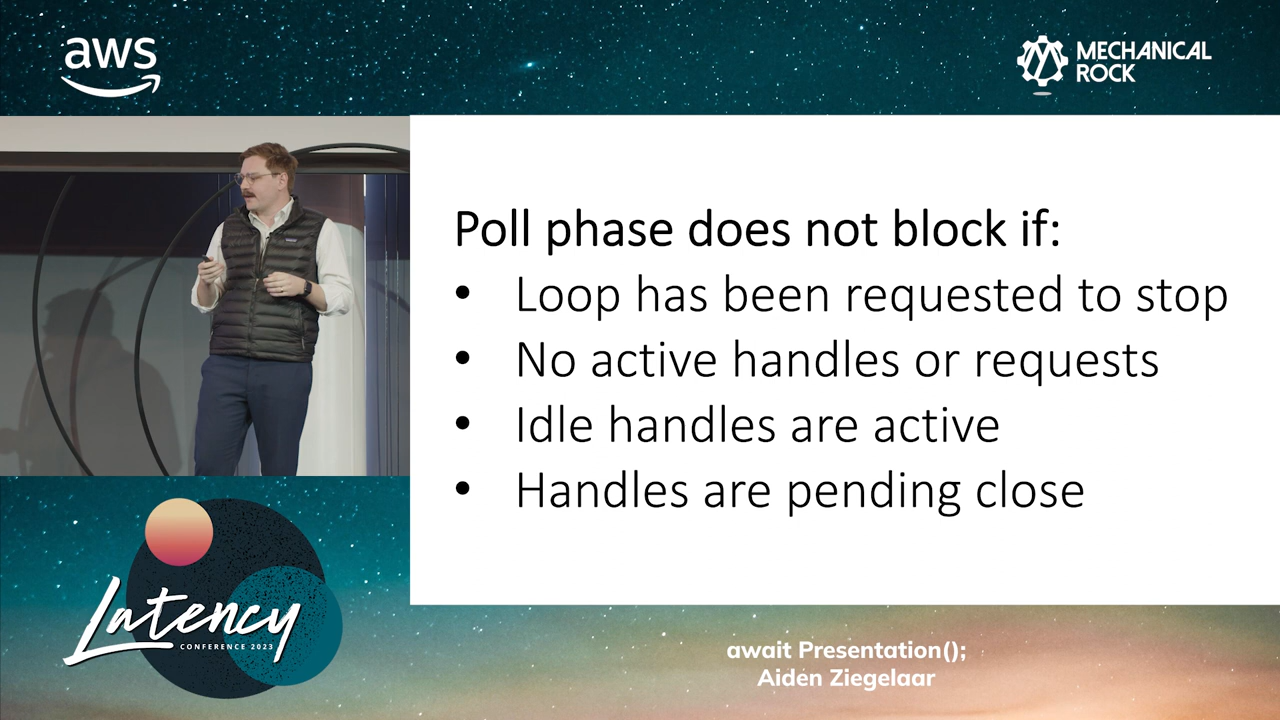 aws
MECHANICAL
ROCK
Poll phase does not block if:
• Loop has been requested to stop
• No active handles or requests
• Idle handles are active
• Handles are pending close
Latency
CONFERENCE 2023
await Presentation();
Aiden Ziegelaar